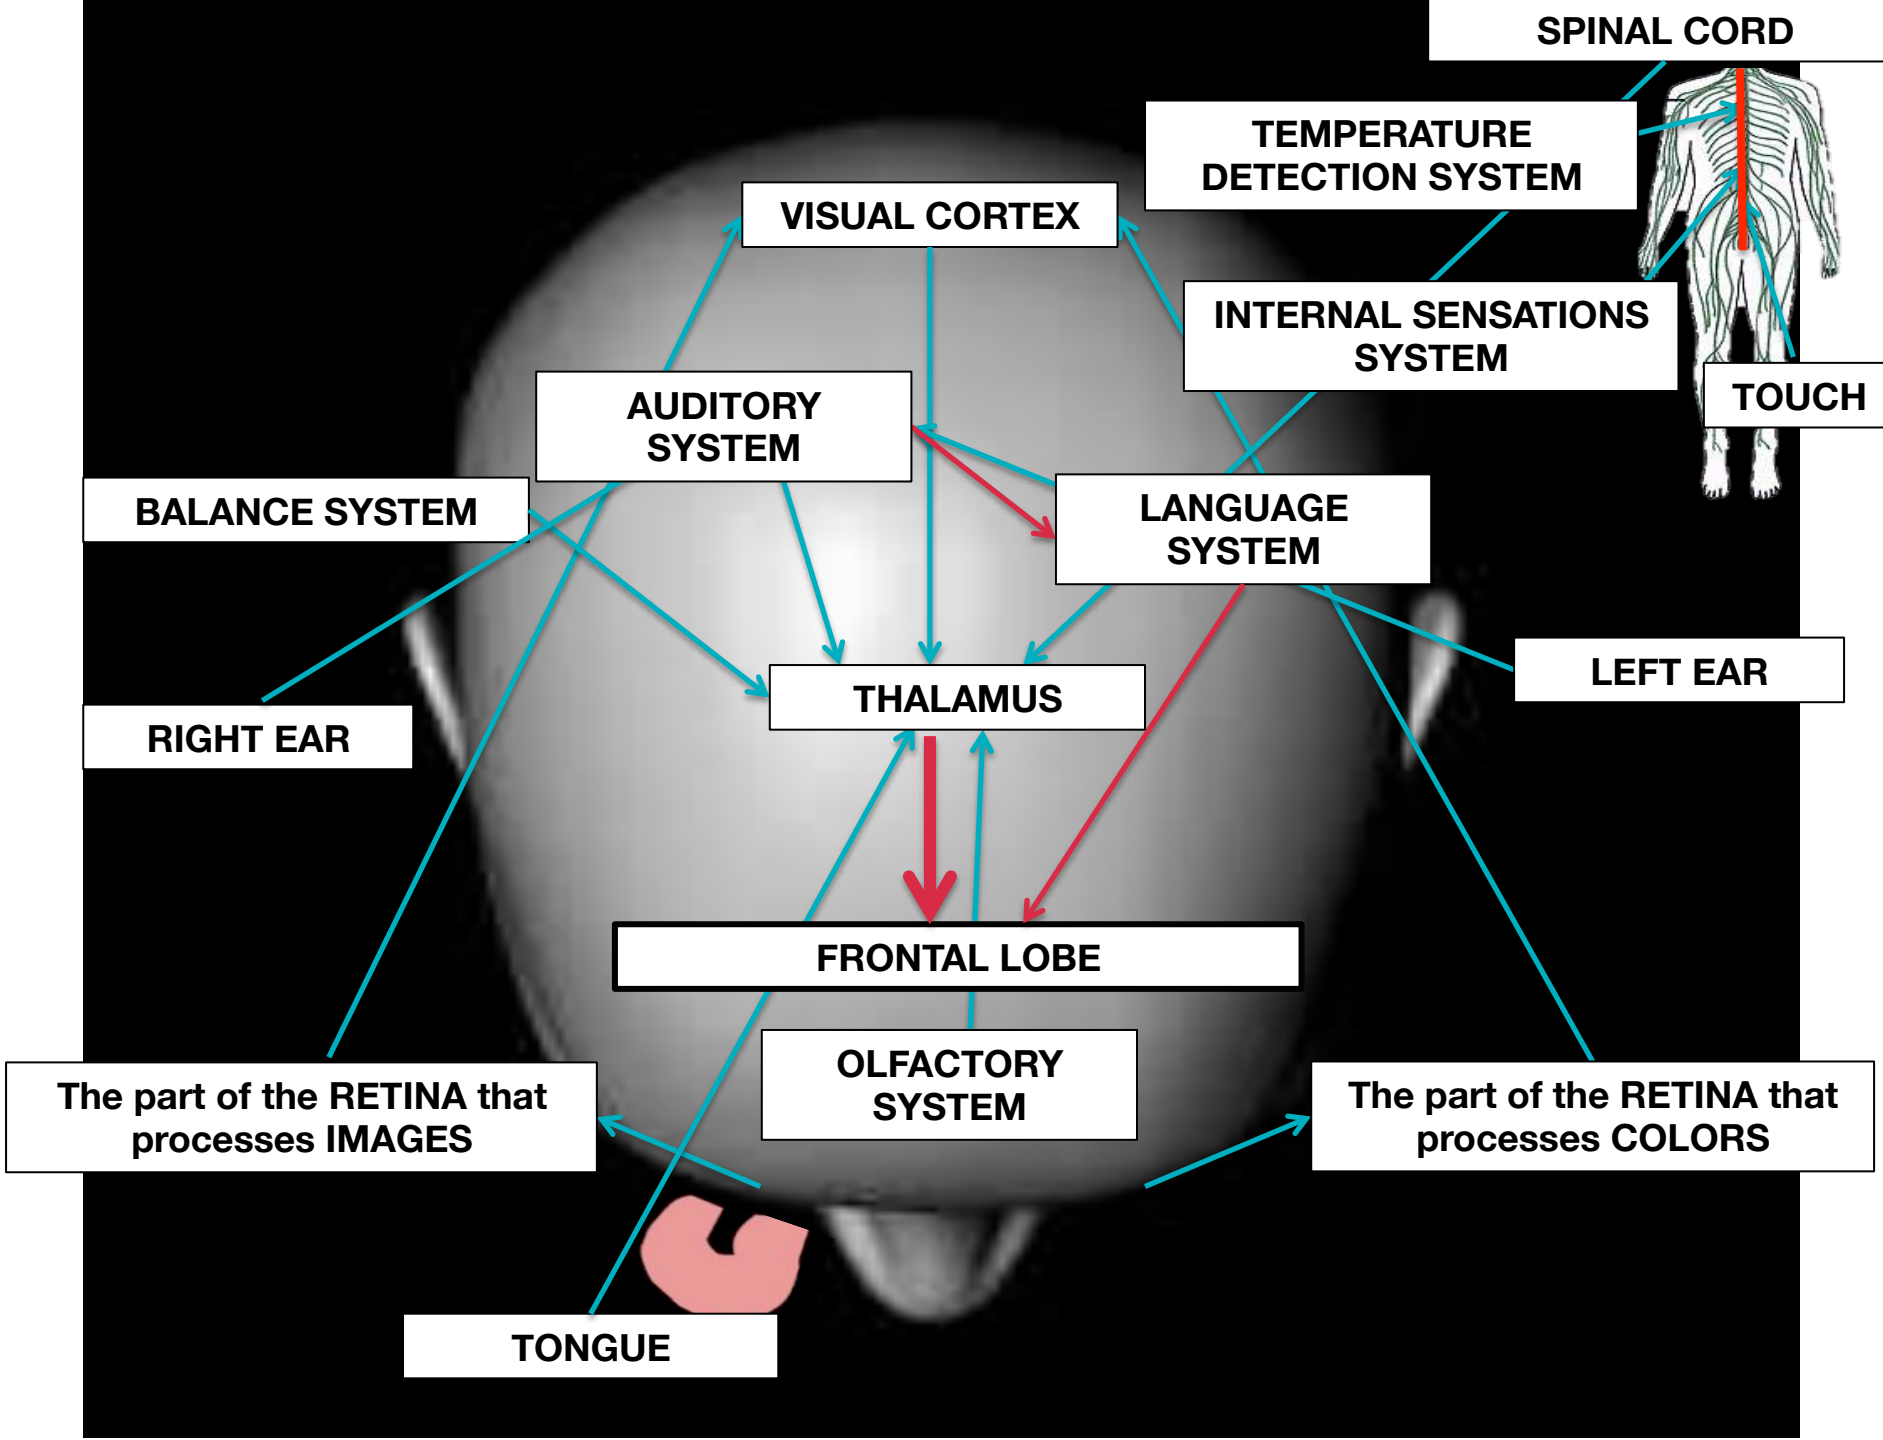 SPINAL CORD
TEMPERATURE
DETECTION SYSTEM
VISUAL CORTEX
INTERNAL SENSATIONS
SYSTEM
TOUCH
AUDITORY
SYSTEM
BALANCE SYSTEM
LANGUAGE
SYSTEM
LEFT EAR
THALAMUS
RIGHT EAR
FRONTAL LOBE
OLFACTORY
SYSTEM
The part of the RETINA that
processes IMAGES
The part of the RETINA that
processes COLORS
TONGUE